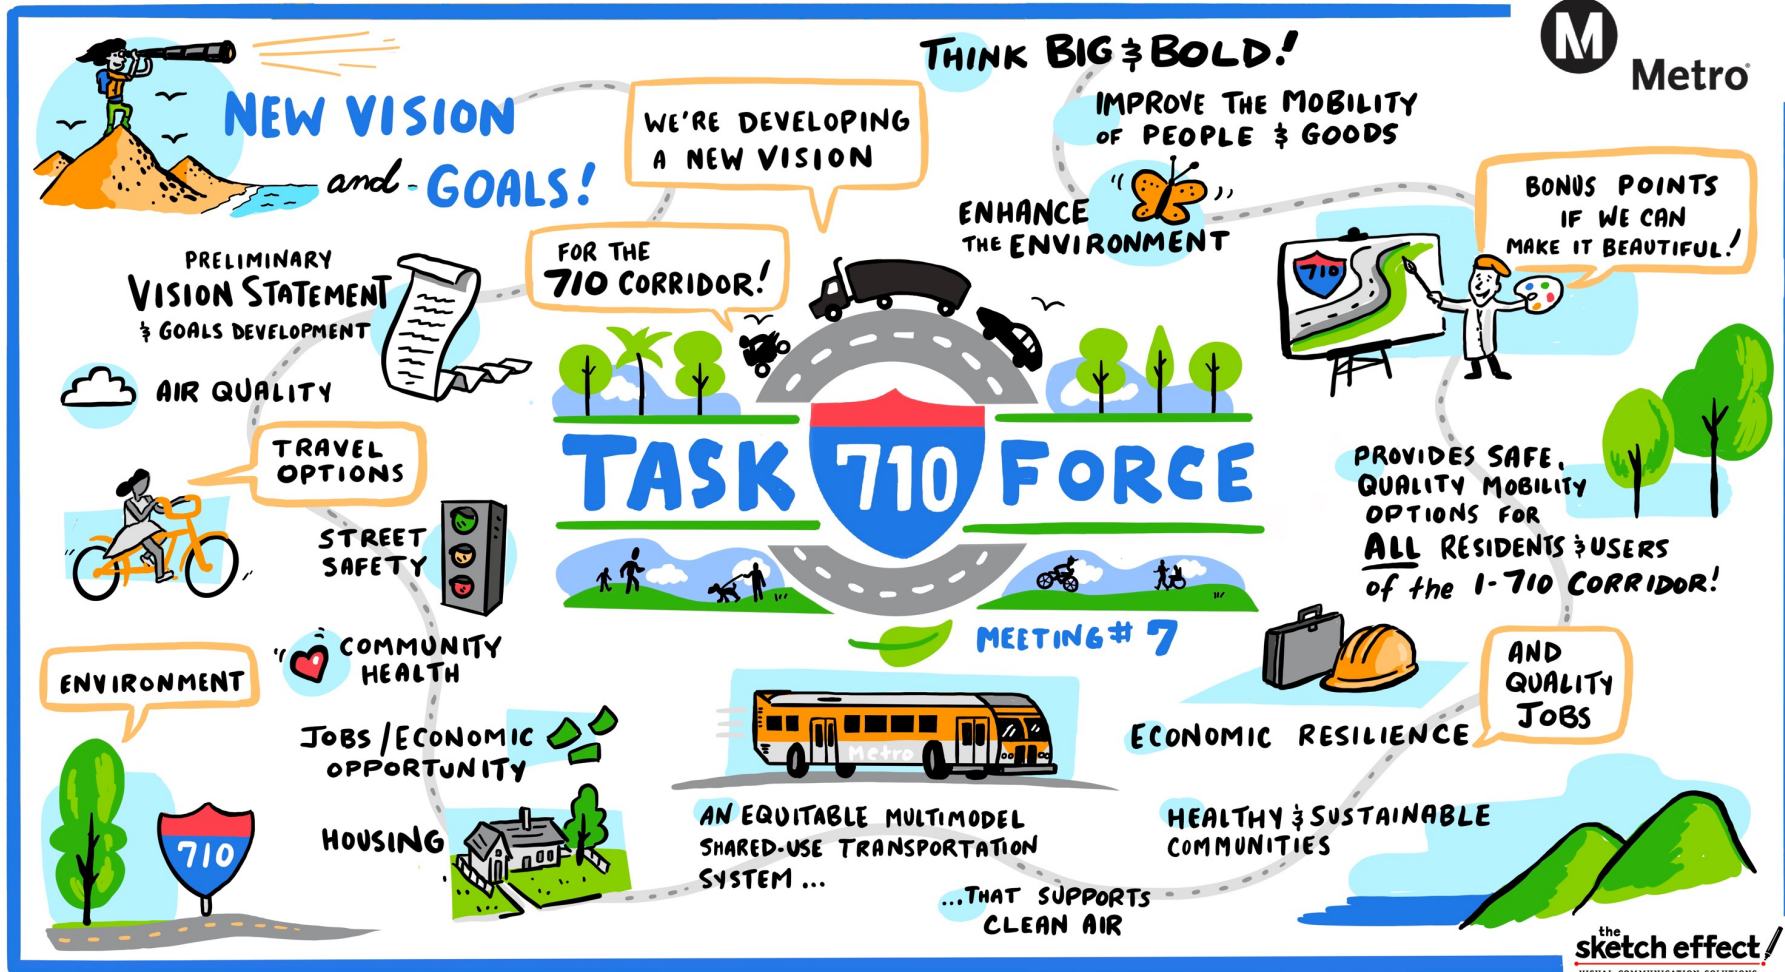 NEW VISION
and - GOALS!
WE'RE DEVELOPING
A NEW VISION
FOR THE
710 CORRIDOR!
THINK BIG & BOLD!
IMPROVE THE MOBILITY
OF PEOPLE & GOODS
ENHANCE
THE ENVIRONMENT
M
Metro
BONUS POINTS
IF WE CAN
MAKE IT BEAUTIFUL!
710
PRELIMINARY
VISION STATEMENT
& GOALS DEVELOPMENT
AIR QUALITY
TRAVEL
OPTIONS
STREET
SAFETY
COMMUNITY
HEALTH
ENVIRONMENT
JOBS/ECONOMIC
OPPORTUNITY
HOUSING
710
TASK 710 FORCE
MEETING # 7
PROVIDES SAFE,
QUALITY MOBILITY
OPTIONS FOR
ALL RESIDENTS & USERS
of the I-710 CORRIDOR!
AND
QUALITY
JOBS
ECONOMIC RESILIENCE
Metro
AN EQUITABLE MULTIMODEL
SHARED-USE TRANSPORTATION
SYSTEM ...
...THAT SUPPORTS
CLEAN AIR
HEALTHY & SUSTAINABLE
COMMUNITIES
the
sketch effect
VISUAL COMMUNICATION SOLUTIONS